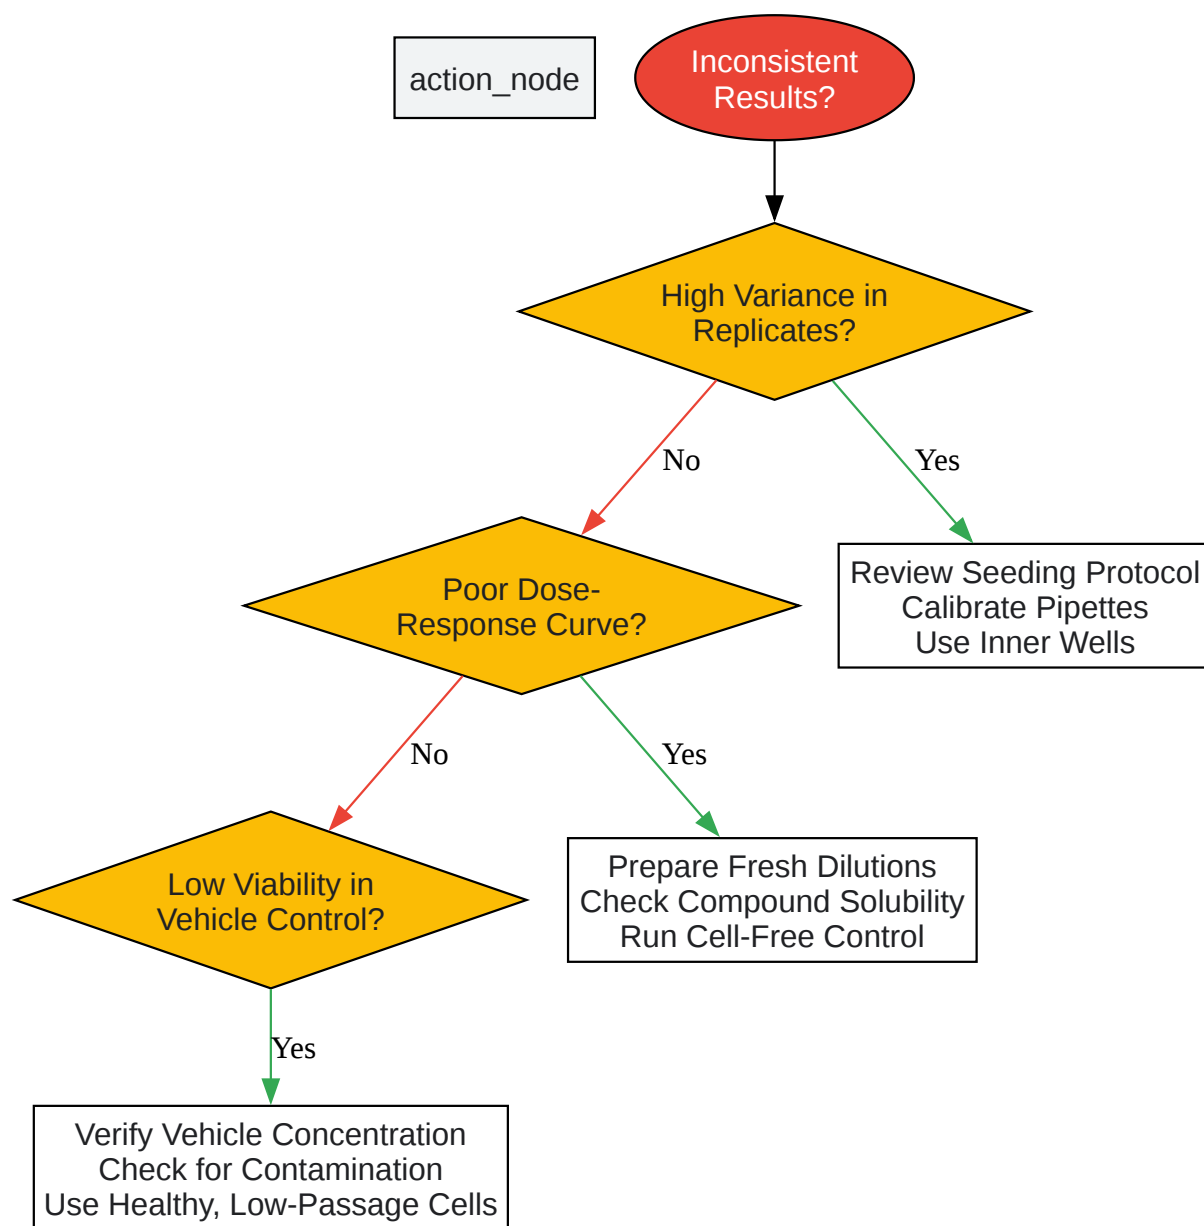 action_node
Inconsistent
Results?
High Variance in
Replicates?
No
Yes
Poor Dose-
Response Curve?
Review Seeding Protocol
Calibrate Pipettes
Use Inner Wells
No
Yes
Low Viability in
Vehicle Control?
Prepare Fresh Dilutions
Check Compound Solubility
Run Cell-Free Control
Yes
Verify Vehicle Concentration
Check for Contamination
Use Healthy, Low-Passage Cells